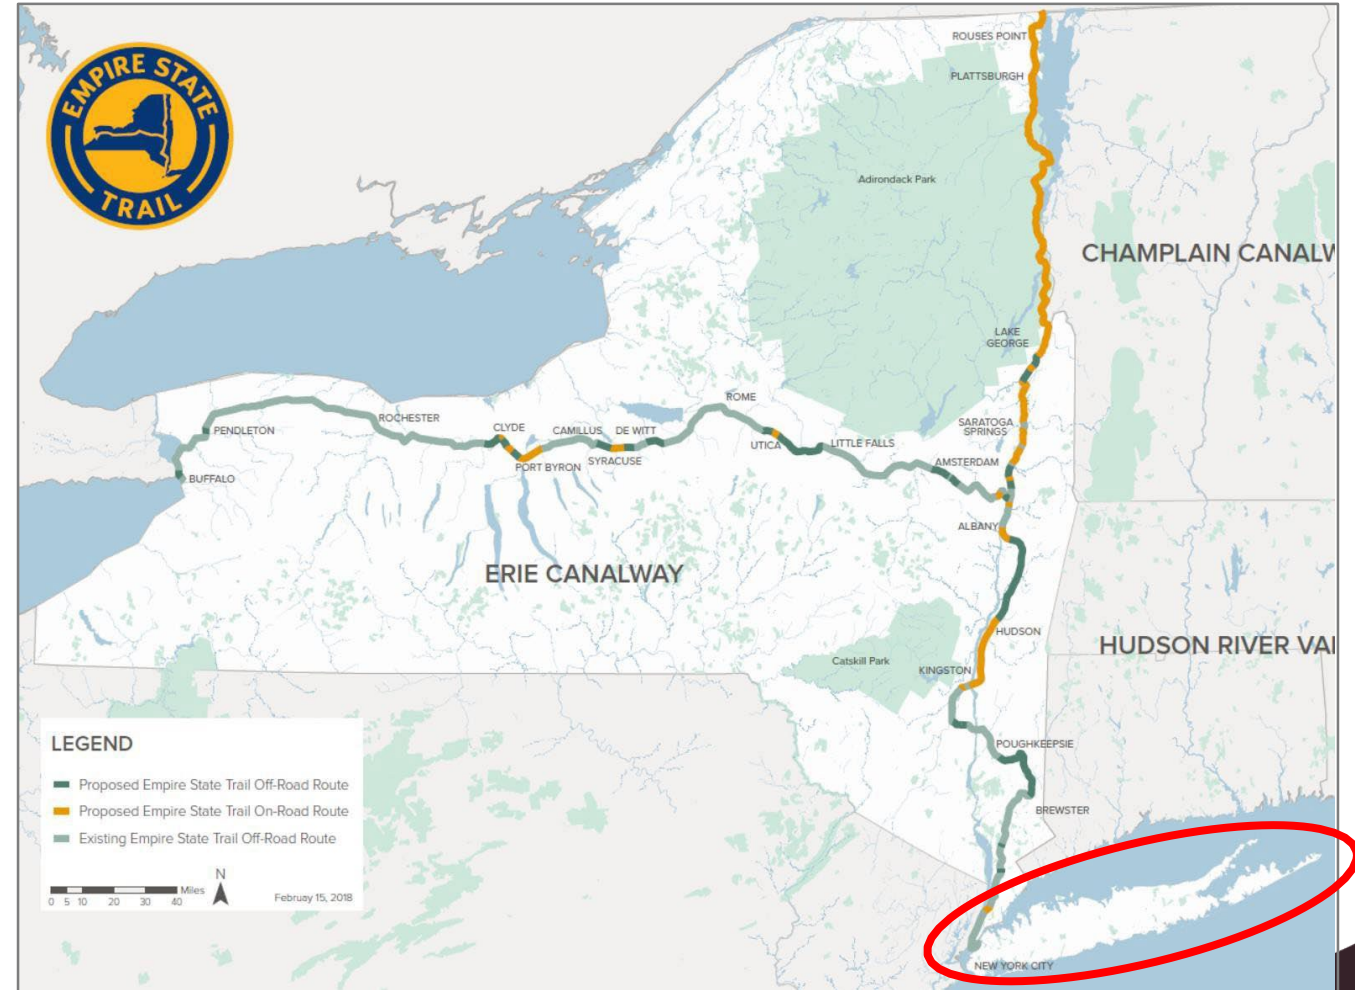 EMPIRE STATE
TRAIL
ROUSES POINT
PLATTSBURGH
Adirondack Park
CHAMPLAIN CANALW
LAKE
GEORGE
ROME
ROCHESTER
CLYDE
CAMILLUS
DE WITT
SARATOGA
SPRINGS
PENDLETON
UTICA
LITTLE FALLS
SYRACUSE
AMSTERDAM
PORT BYRON
BUFFALO
ALBANY
ERIE CANALWAY
HUDSON
HUDSON RIVER VA
Catskill Park
KINGSTON
POUGHKEEPSIE
BREWSTER
NEW YORK CITY
LEGEND
Proposed Empire State Trail Off-Road Route
Proposed Empire State Trail On-Road Route
Existing Empire State Trail Off-Road Route
N
Miles
0 5 10 20 30 40
Februay 15, 2018